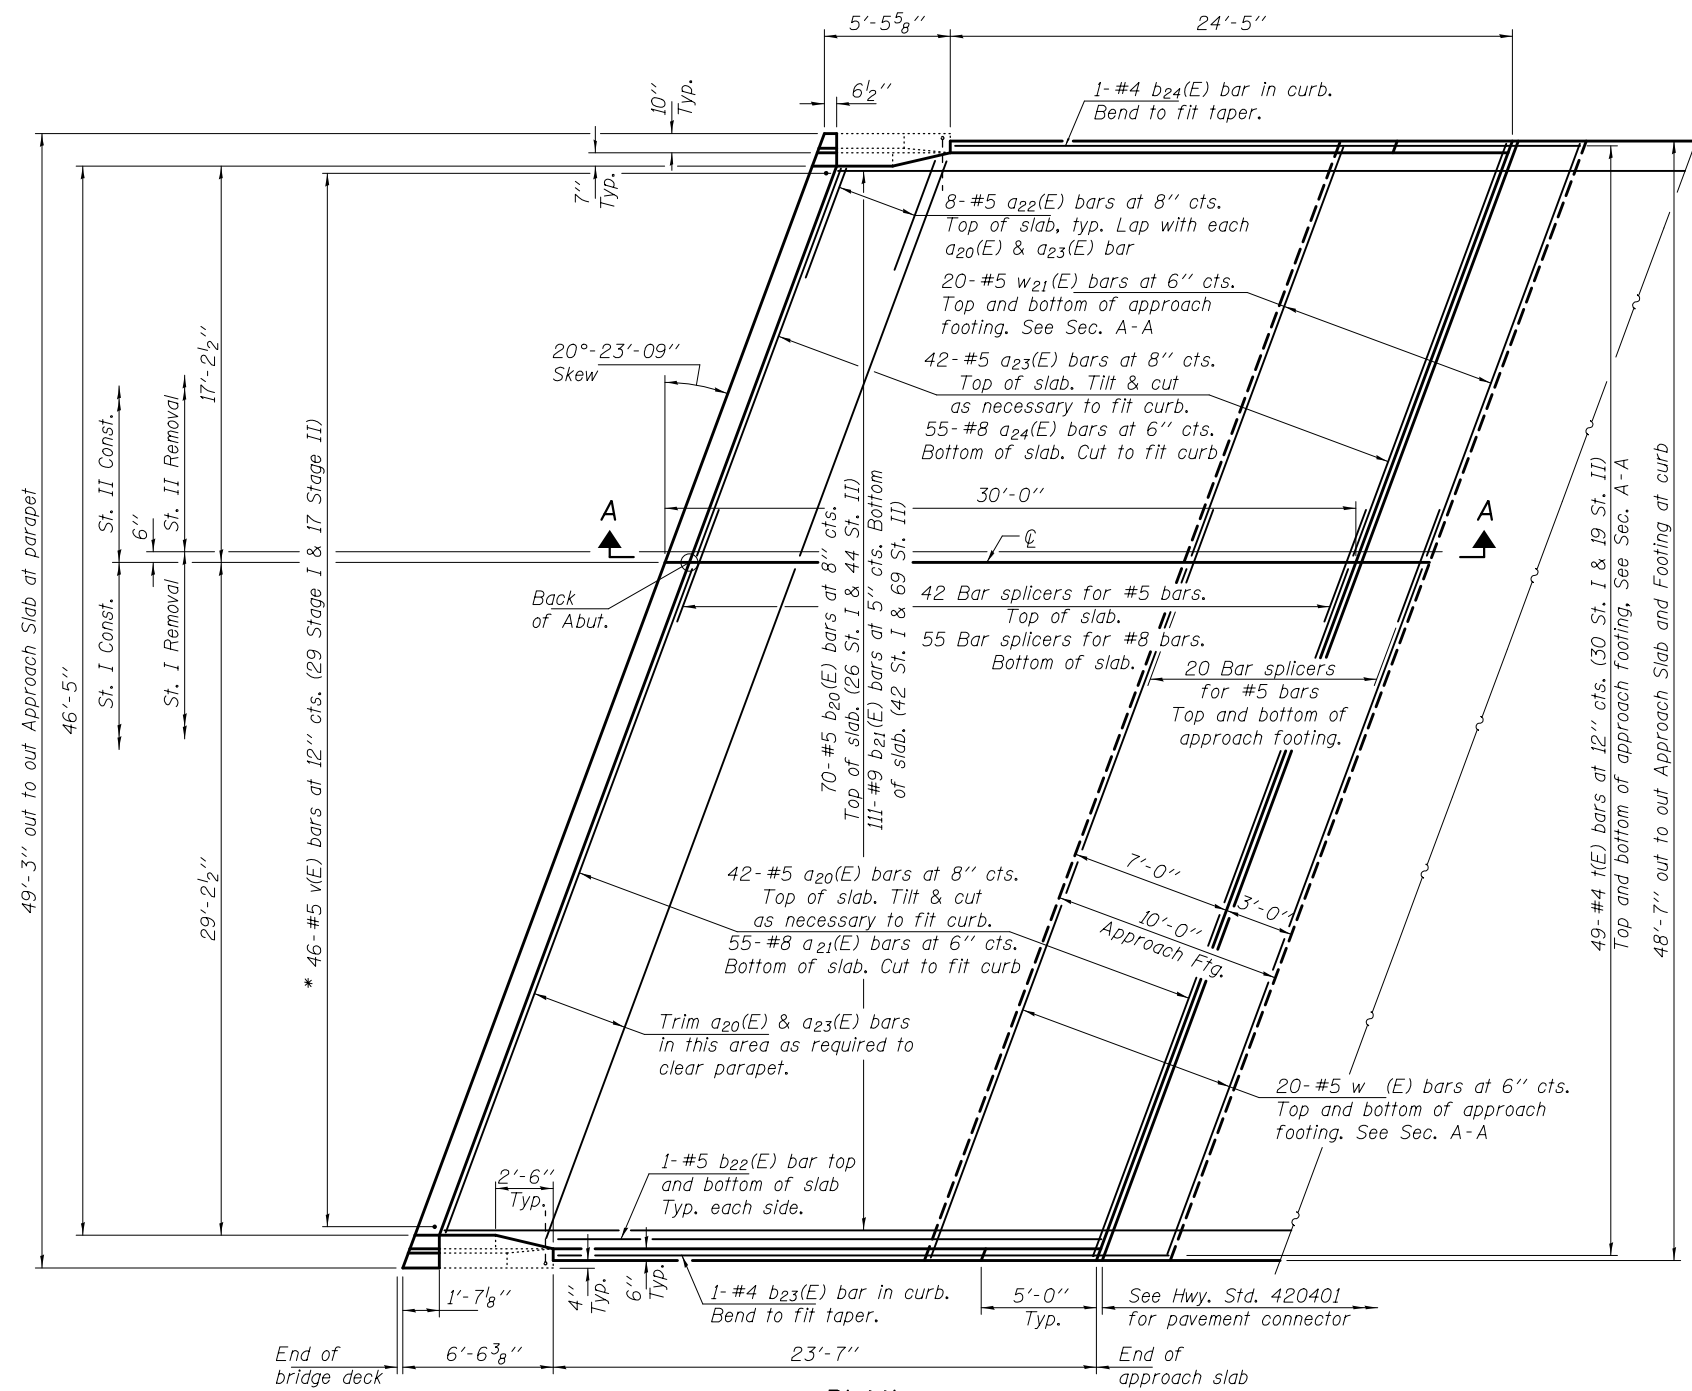 5'-5 5/8"
24'-5"
10"
Typ.
6 1/2"
1-#4 b24(E) bar in curb.
Bend to fit taper.
7"
Typ.
8-#5 a22(E) bars at 8" cts.
Top of slab, typ. Lap with each
a20(E) & a23(E) bar
20-#5 w21(E) bars at 6" cts.
Top and bottom of approach
footing. See Sec. A-A
20°-23'-09"
Skew
42-#5 a23(E) bars at 8" cts.
Top of slab. Tilt & cut
as necessary to fit curb.
55-#8 a24(E) bars at 6" cts.
Bottom of slab. Cut to fit curb
30'-0"
A
A
℄
49'-3" out to out Approach Slab at parapet
46'-5"
17'-2 1/2"
29'-2 1/2"
St. II Const.
St. II Removal
6"
St. I Const.
St. I Removal
* 46-#5 v(E) bars at 12" cts. (29 Stage I & 17 Stage II)
Back
of Abut.
70-#5 b20(E) bars at 8" cts.
Top of slab. (26 St. I & 44 St. II)
111-#9 b21(E) bars at 5" cts. Bottom
of slab. (42 St. I & 69 St. II)
42 Bar splicers for #5 bars.
Top of slab.
55 Bar splicers for #8 bars.
Bottom of slab.
20 Bar splicers
for #5 bars
Top and bottom of
approach footing.
49-#4 t(E) bars at 12" cts. (30 St. I & 19 St. II)
Top and bottom of approach footing. See Sec. A-A
48'-7" out to out Approach Slab and Footing at curb
7'-0"
3'-0"
10'-0"
Approach Ftg.
42-#5 a20(E) bars at 8" cts.
Top of slab. Tilt & cut
as necessary to fit curb.
55-#8 a21(E) bars at 6" cts.
Bottom of slab. Cut to fit curb
Trim a20(E) & a23(E) bars
in this area as required to
clear parapet.
20-#5 w (E) bars at 6" cts.
Top and bottom of approach
footing. See Sec. A-A
2'-6"
Typ.
1-#5 b22(E) bar top
and bottom of slab
Typ. each side.
1'-7 1/8"
4"
Typ.
6"
Typ.
1-#4 b23(E) bar in curb.
Bend to fit taper.
5'-0"
Typ.
See Hwy. Std. 420401
for pavement connector
End of
bridge deck
6'-6 3/8"
23'-7"
End of
approach slab